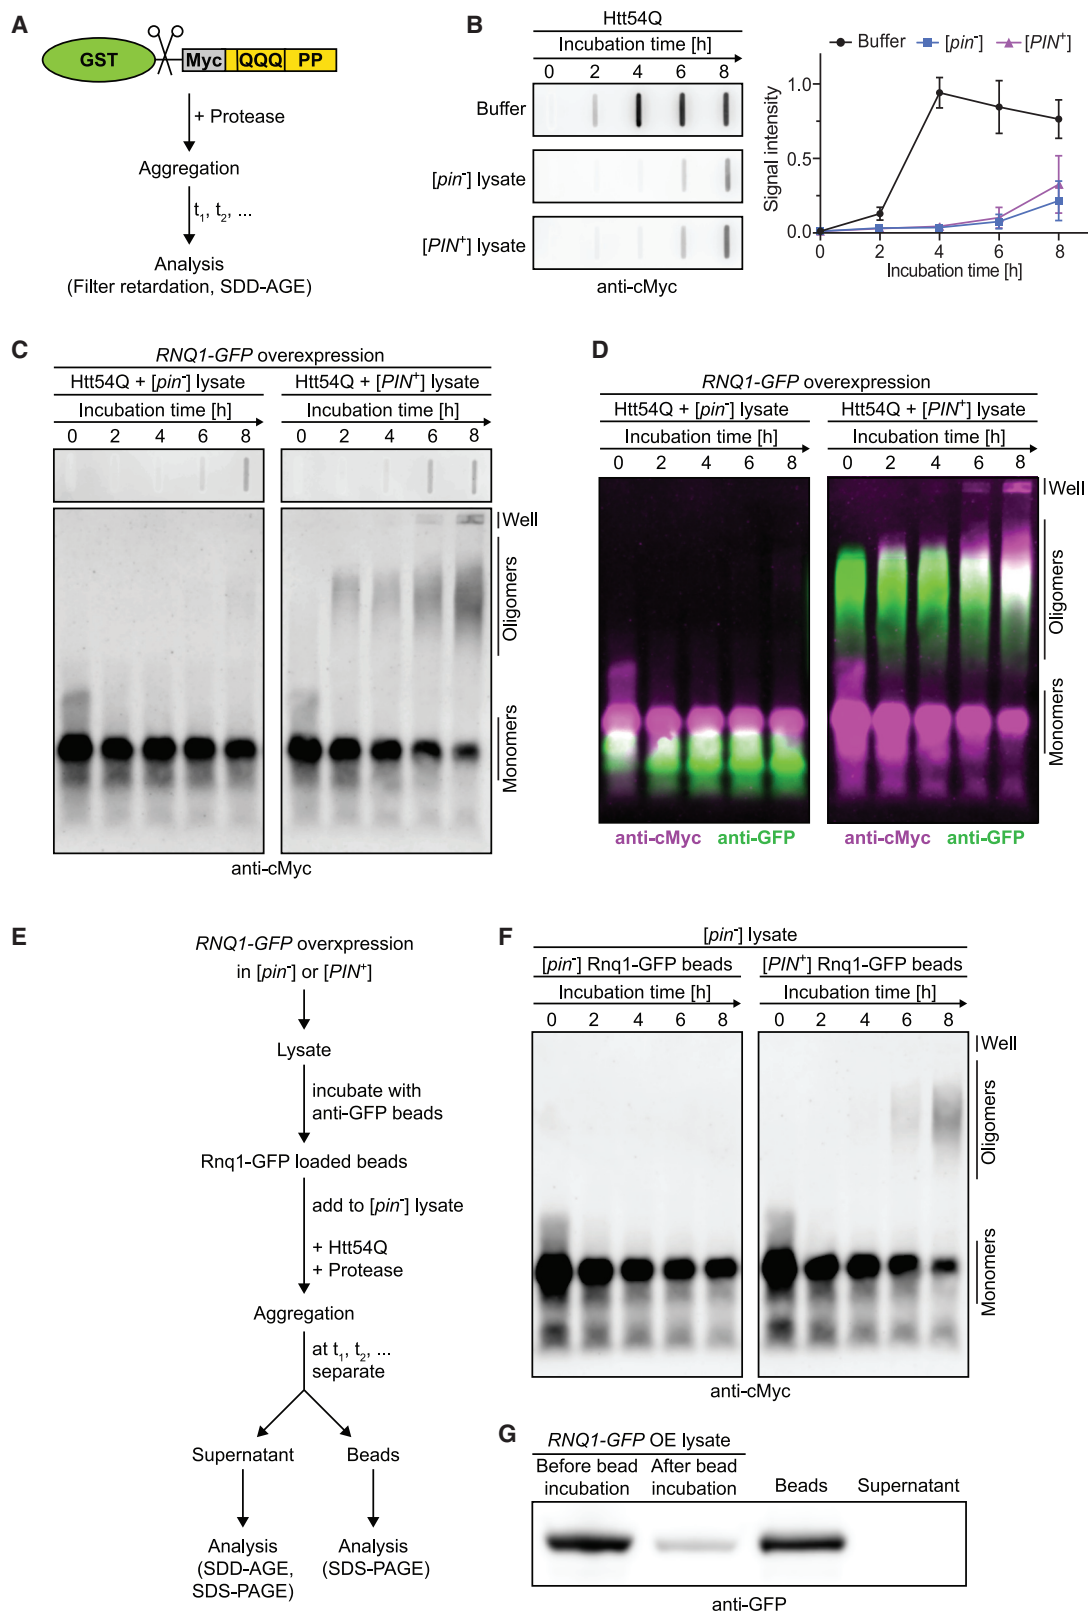 A
GST
Myc
QQQ
PP
+ Protease
Aggregation
t1, t2, ...
Analysis
(Filter retardation, SDD-AGE)
B
Htt54Q
Incubation time [h]
0 2 4 6 8
Buffer
[pin-] lysate
[PIN+] lysate
anti-cMyc
Buffer [pin-] [PIN+]
Signal intensity
1.0
0.5
0.0
0 2 4 6 8
Incubation time [h]
C
RNQ1-GFP overexpression
Htt54Q + [pin-] lysate Htt54Q + [PIN+] lysate
Incubation time [h] Incubation time [h]
0 2 4 6 8 0 2 4 6 8
Well
Oligomers
Monomers
anti-cMyc
D
RNQ1-GFP overexpression
Htt54Q + [pin-] lysate Htt54Q + [PIN+] lysate
Incubation time [h] Incubation time [h]
0 2 4 6 8 0 2 4 6 8
Well
Oligomers
Monomers
anti-cMyc anti-GFP anti-cMyc anti-GFP
E
RNQ1-GFP overxpression
in [pin-] or [PIN+]
Lysate
incubate with
anti-GFP beads
Rnq1-GFP loaded beads
add to [pin-] lysate
+ Htt54Q
+ Protease
Aggregation
at t1, t2, ...
separate
Supernatant Beads
Analysis Analysis
(SDD-AGE, (SDS-PAGE)
SDS-PAGE)
F
[pin-] lysate
[pin-] Rnq1-GFP beads [PIN+] Rnq1-GFP beads
Incubation time [h] Incubation time [h]
0 2 4 6 8 0 2 4 6 8
Well
Oligomers
Monomers
anti-cMyc
G
RNQ1-GFP OE lysate
Before bead After bead
incubation incubation Beads Supernatant
anti-GFP